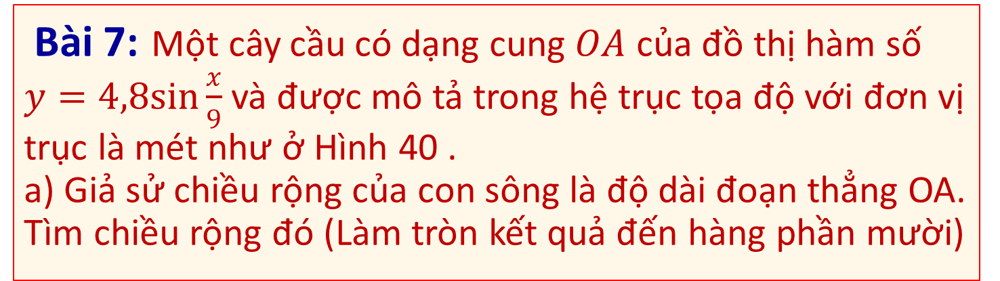 Bài 7: Một cây cầu có dạng cung OA của đồ thị hàm số
y = 4,8sin x/9 và được mô tả trong hệ trục tọa độ với đơn vị
trục là mét như ở Hình 40 .
a) Giả sử chiều rộng của con sông là độ dài đoạn thẳng OA.
Tìm chiều rộng đó (Làm tròn kết quả đến hàng phần mười)